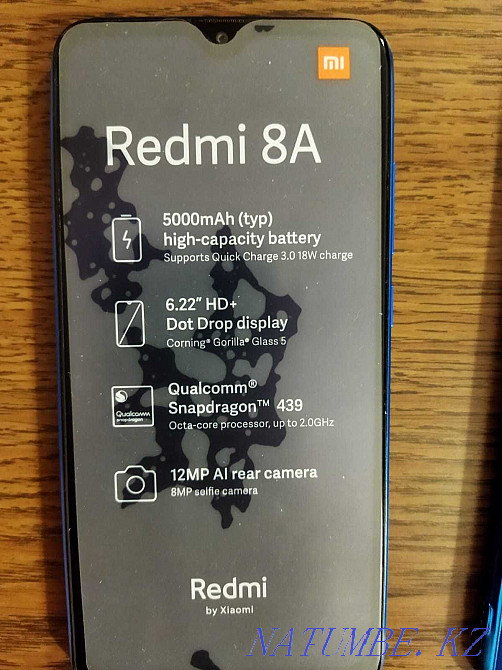 mi
Redmi 8A
5000mAh (typ)
high-capacity battery
Supports Quick Charge 3.0 18W charge
6.22" HD+
Dot Drop display
Corning® Gorilla® Glass 5
Qualcomm
snapdragon
Qualcomm®
Snapdragon™ 439
Octa-core processor, up to 2.0GHz
12MP AI rear camera
8MP selfie camera
Redmi
by Xiaomi
NATUMBE. KZ